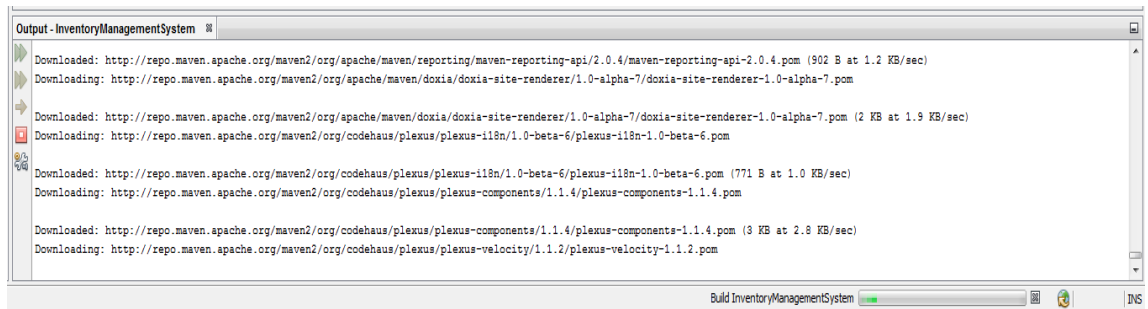 Output - InventoryManagementSystem
Downloaded: http://repo.maven.apache.org/maven2/org/apache/maven/reporting/maven-reporting-api/2.0.4/maven-reporting-api-2.0.4.pom (902 B at 1.2 KB/sec)
Downloading: http://repo.maven.apache.org/maven2/org/apache/maven/doxia/doxia-site-renderer/1.0-alpha-7/doxia-site-renderer-1.0-alpha-7.pom
Downloaded: http://repo.maven.apache.org/maven2/org/apache/maven/doxia/doxia-site-renderer/1.0-alpha-7/doxia-site-renderer-1.0-alpha-7.pom (2 KB at 1.9 KB/sec)
Downloading: http://repo.maven.apache.org/maven2/org/codehaus/plexus/plexus-i18n/1.0-beta-6/plexus-i18n-1.0-beta-6.pom
Downloaded: http://repo.maven.apache.org/maven2/org/codehaus/plexus/plexus-i18n/1.0-beta-6/plexus-i18n-1.0-beta-6.pom (771 B at 1.0 KB/sec)
Downloading: http://repo.maven.apache.org/maven2/org/codehaus/plexus/plexus-components/1.1.4/plexus-components-1.1.4.pom
Downloaded: http://repo.maven.apache.org/maven2/org/codehaus/plexus/plexus-components/1.1.4/plexus-components-1.1.4.pom (3 KB at 2.8 KB/sec)
Downloading: http://repo.maven.apache.org/maven2/org/codehaus/plexus/plexus-velocity/1.1.2/plexus-velocity-1.1.2.pom
Build InventoryManagementSystem
INS